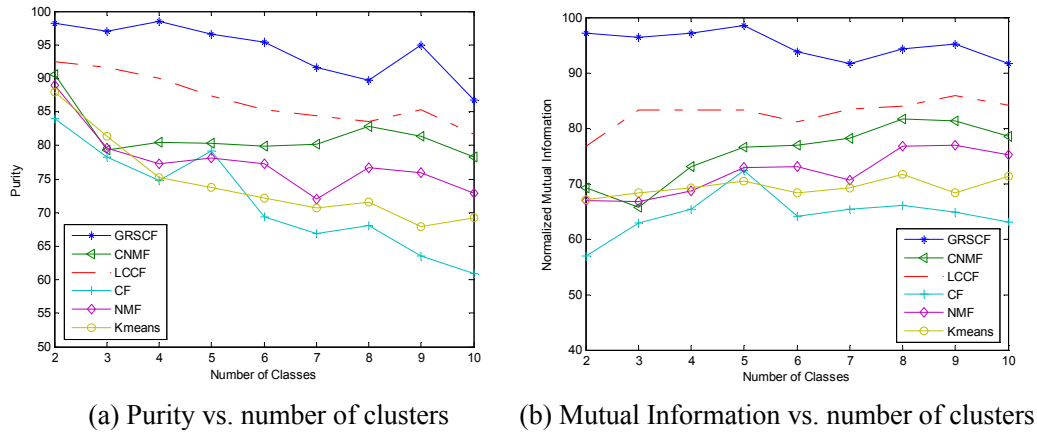 100
95
90
85
80
75
70
65
60
55
50
Purity
GRSCF
CNMF
LCCF
CF
NMF
Kmeans
2 3 4 5 6 7 8 9 10
Number of Classes
(a) Purity vs. number of clusters
100
90
80
70
60
50
40
Normalized Mutual Information
GRSCF
CNMF
LCCF
CF
NMF
Kmeans
2 3 4 5 6 7 8 9 10
Number of Classes
(b) Mutual Information vs. number of clusters